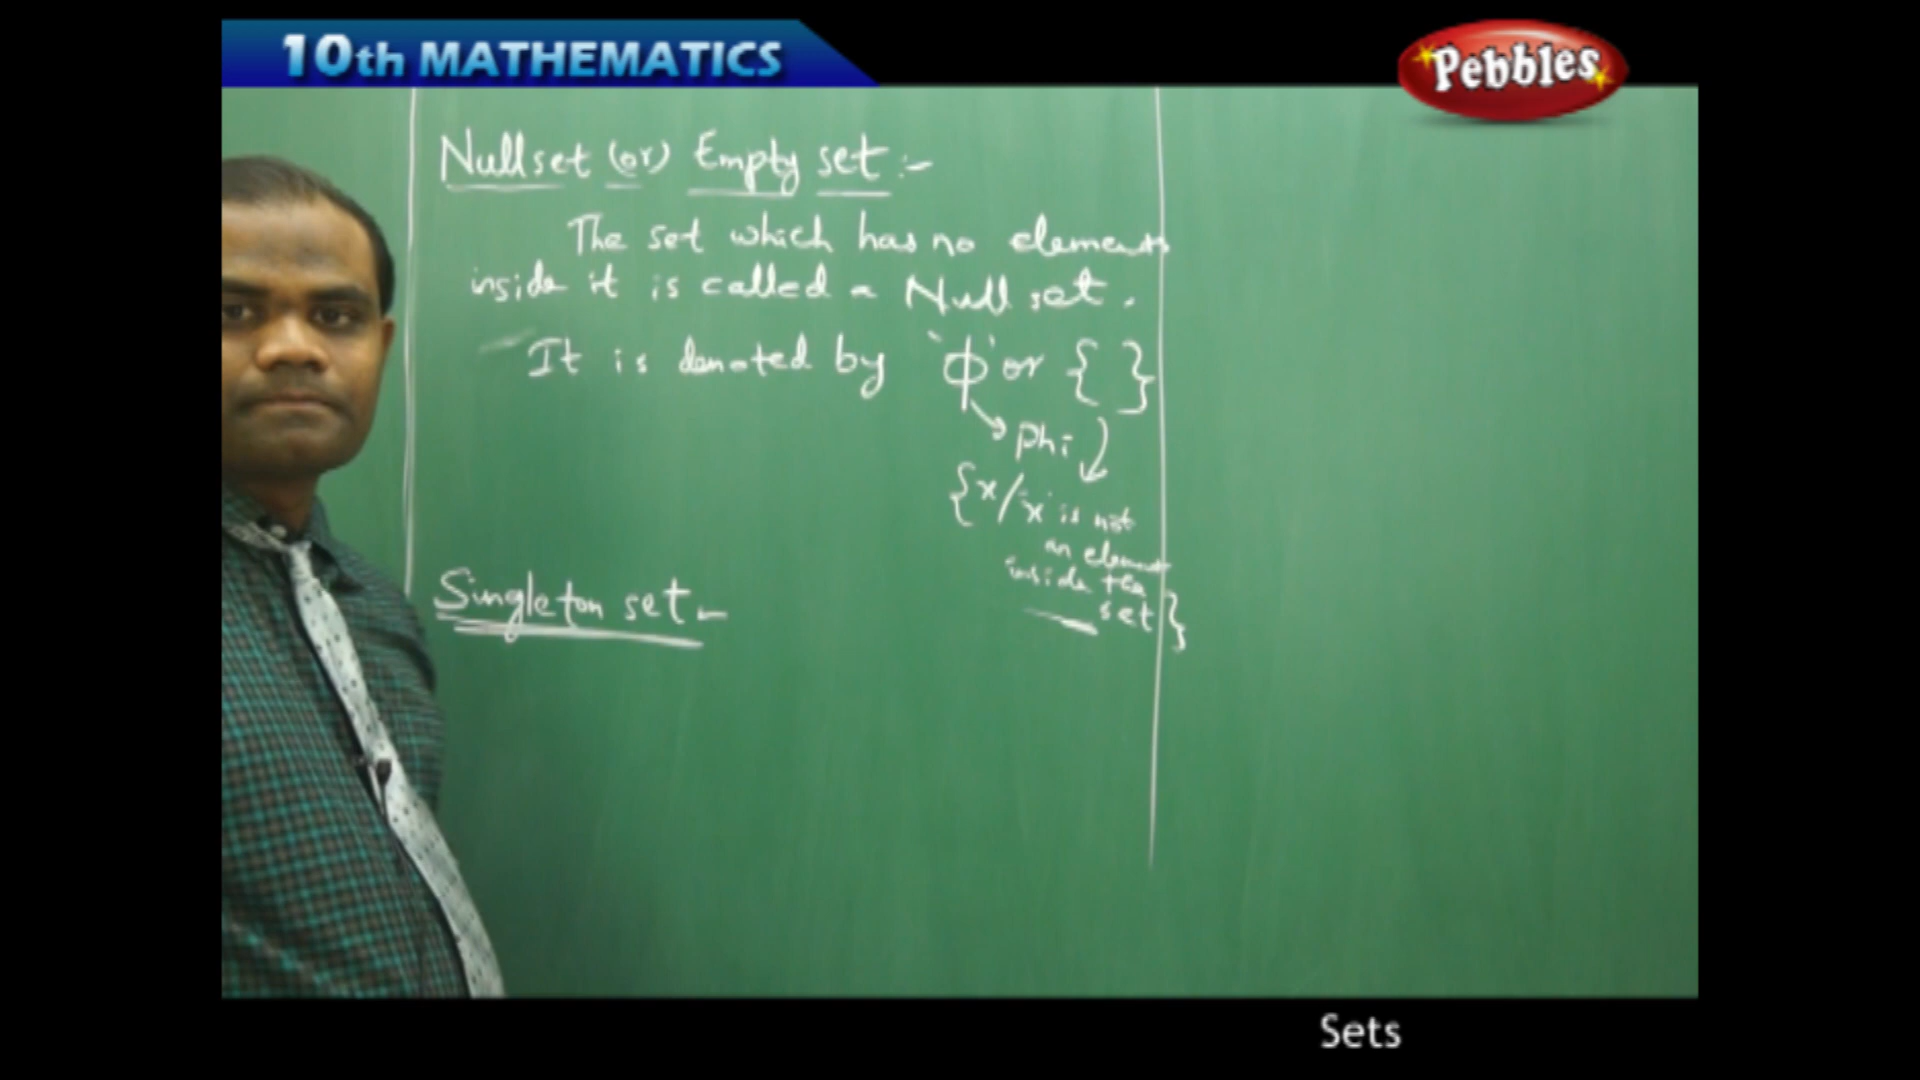 10th MATHEMATICS
Pebbles
Nullset (or) Empty set :-
The set which has no elements
inside it is called a Null set.
It is denoted by 'ϕ' or { }
→ phi
{x/'x' is not
an element
inside the
set}
Singleton set :-
Sets